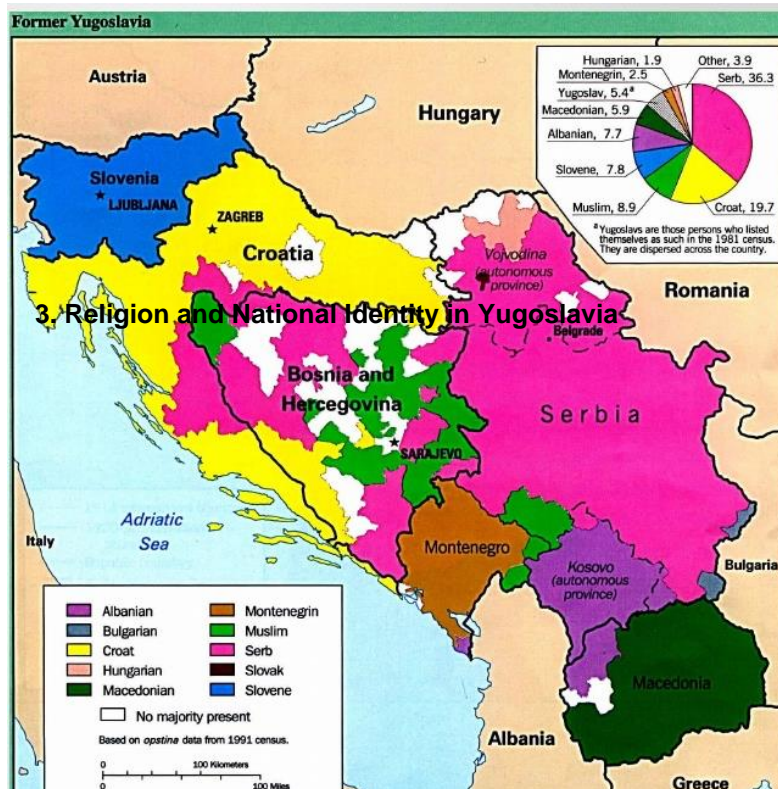 Former Yugoslavia
Austria
Hungary
Hungarian, 1.9
Other, 3.9
Montenegrin, 2.5
Serb, 36.3
Yugoslav, 5.4ª
Macedonian, 5.9
Albanian, 7.7
Slovene, 7.8
Muslim, 8.9
Croat, 19.7
ª Yugoslavs are those persons who listed
themselves as such in the 1981 census.
They are dispersed across the country.
Slovenia
LJUBLJANA
ZAGREB
Croatia
Vojvodina
(autonomous
province)
Romania
3. Religion and National Identity in Yugoslavia
Belgrade
Bosnia and
Hercegovina
Serbia
SARAJEVO
Adriatic
Sea
Italy
Montenegro
Kosovo
(autonomous
province)
Bulgaria
Albanian
Bulgarian
Croat
Hungarian
Macedonian
Montenegrin
Muslim
Serb
Slovak
Slovene
No majority present
Based on opstina data from 1991 census.
0 100 Kilometers
0 100 Miles
Macedonia
Albania
Greece